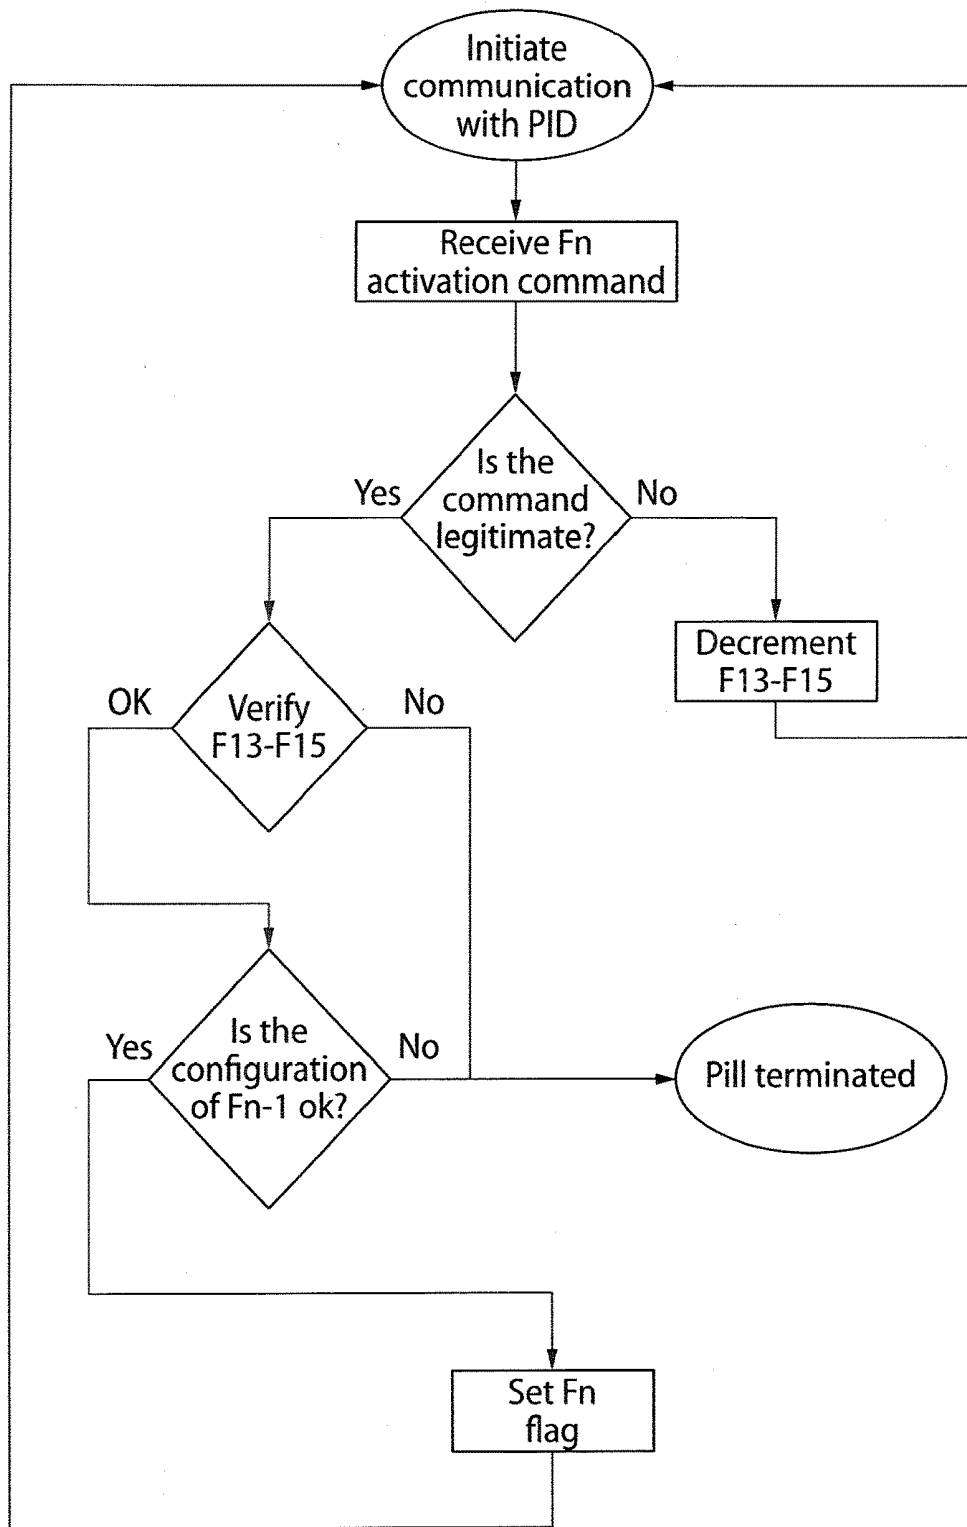 Initiate
communication
with PID
Receive Fn
activation command
Is the
command
legitimate?
Yes
No
Decrement
F13-F15
OK
Verify
F13-F15
No
Yes
Is the
configuration
of Fn-1 ok?
No
Pill terminated
Set Fn
flag